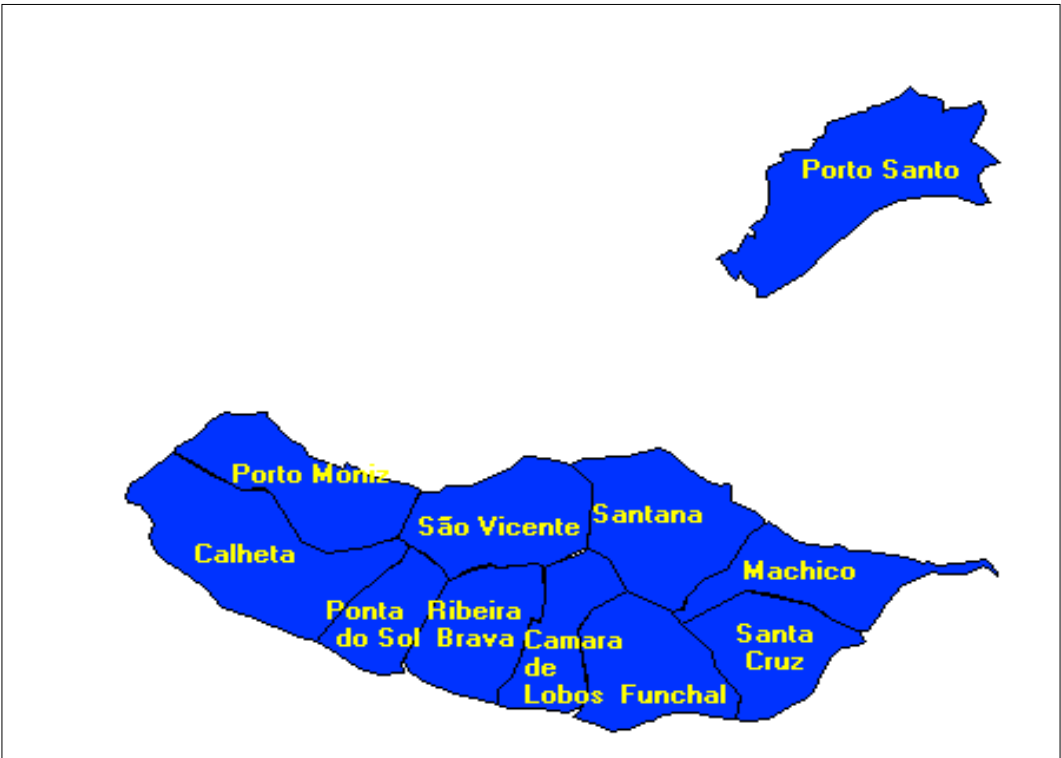 Porto Santo
Porto Moniz
São Vicente
Santana
Calheta
Machico
Ponta
do Sol
Ribeira
Brava
Camara
de
Lobos
Funchal
Santa
Cruz